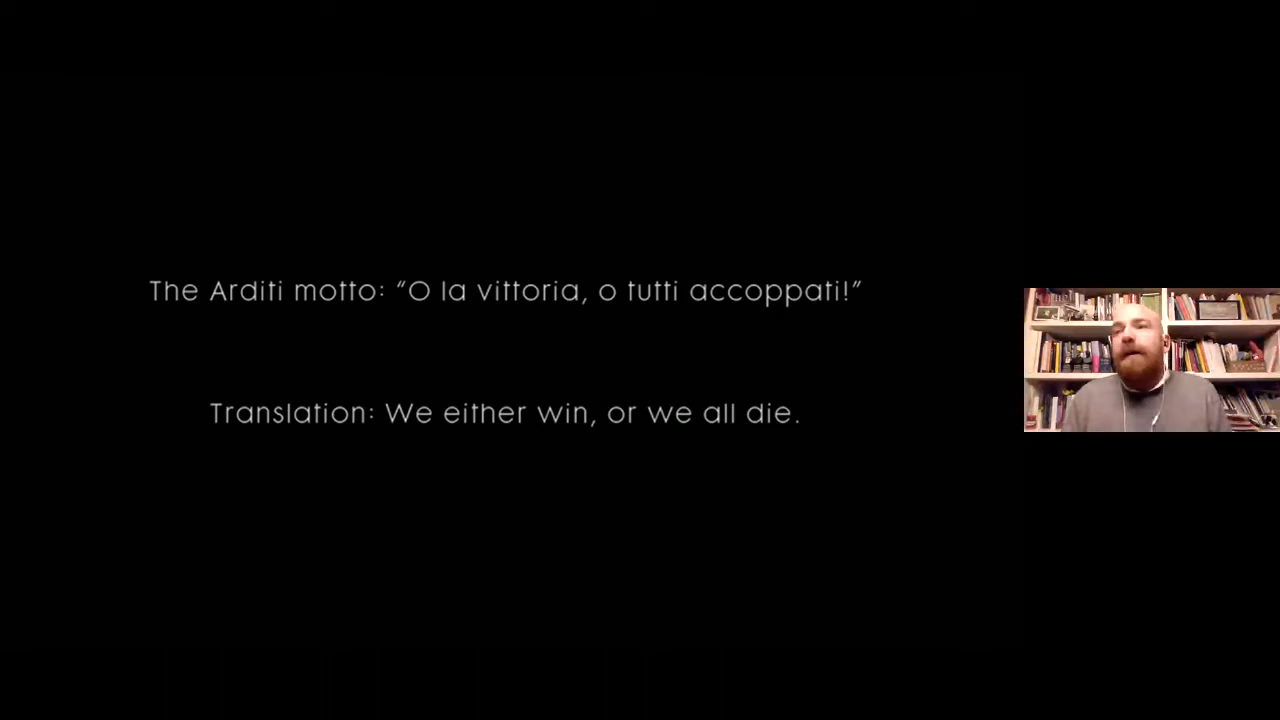 The Arditi motto: “O la vittoria, o tutti accoppati!”
Translation: We either win, or we all die.